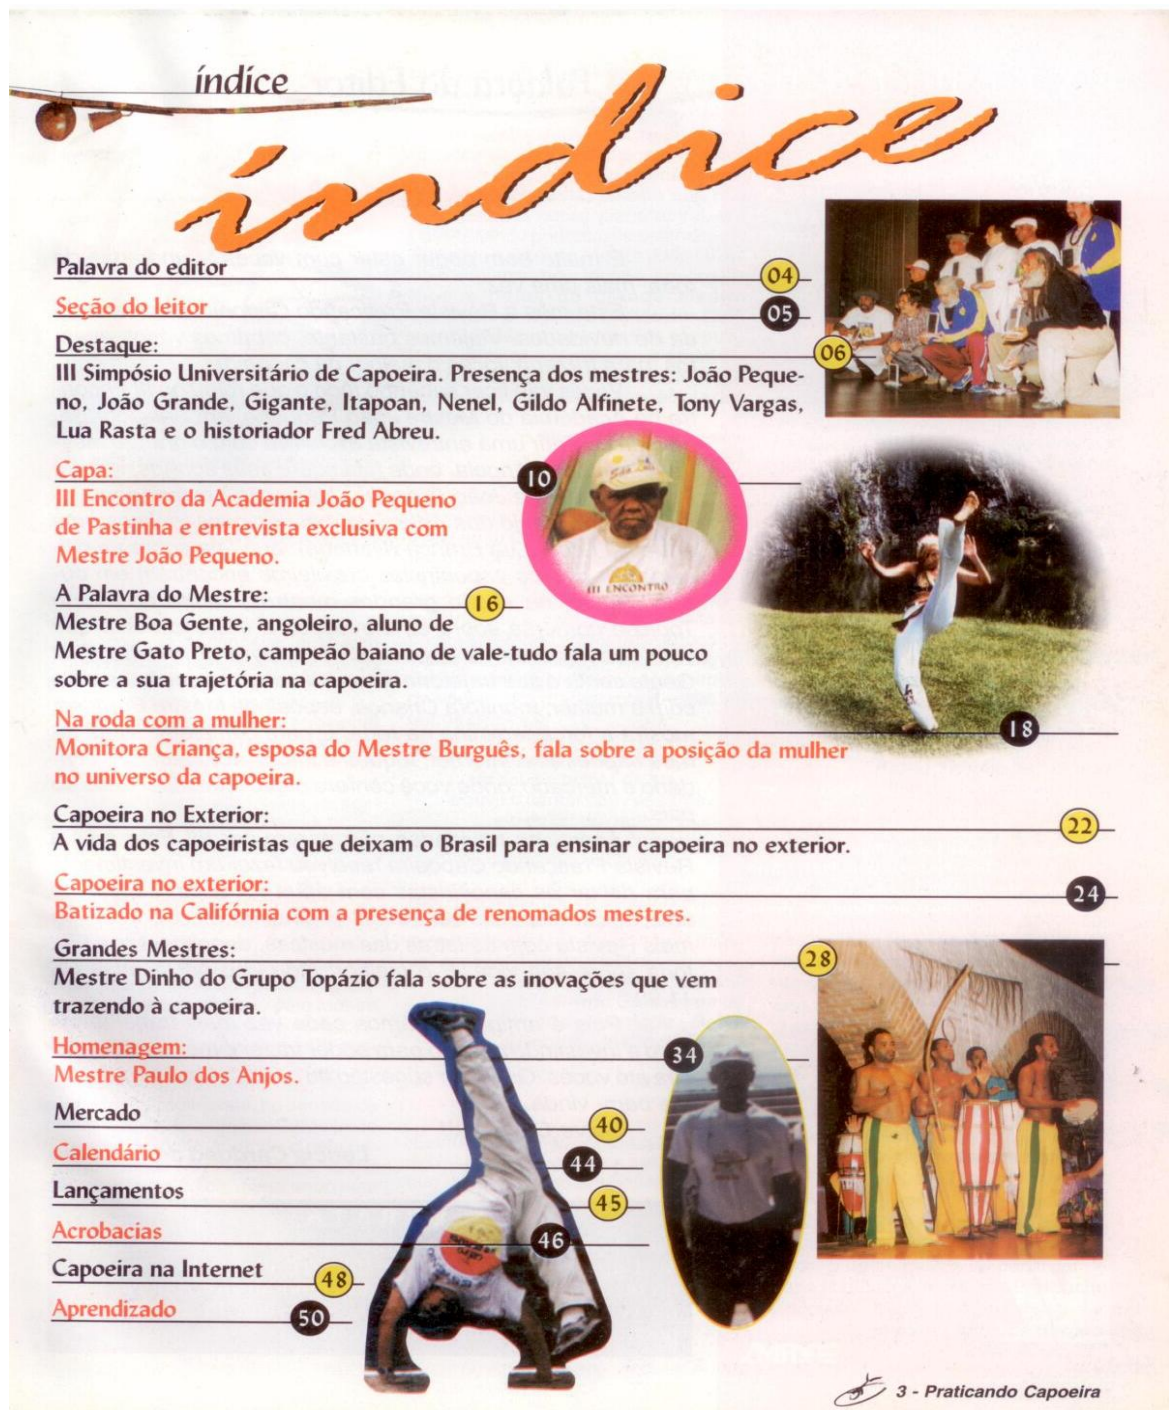 índice
índice
Palavra do editor
04
Seção do leitor
05
Destaque:
06
III Simpósio Universitário de Capoeira. Presença dos mestres: João Peque-
no, João Grande, Gigante, Itapoan, Nenel, Gildo Alfinete, Tony Vargas,
Lua Rasta e o historiador Fred Abreu.
Capa:
10
III Encontro da Academia João Pequeno
de Pastinha e entrevista exclusiva com
Mestre João Pequeno.
III ENCONTRO
A Palavra do Mestre:
16
Mestre Boa Gente, angoleiro, aluno de
Mestre Gato Preto, campeão baiano de vale-tudo fala um pouco
sobre a sua trajetória na capoeira.
Na roda com a mulher:
18
Monitora Criança, esposa do Mestre Burguês, fala sobre a posição da mulher
no universo da capoeira.
Capoeira no Exterior:
22
A vida dos capoeiristas que deixam o Brasil para ensinar capoeira no exterior.
Capoeira no exterior:
24
Batizado na Califórnia com a presença de renomados mestres.
Grandes Mestres:
28
Mestre Dinho do Grupo Topázio fala sobre as inovações que vem
trazendo à capoeira.
Homenagem:
34
Mestre Paulo dos Anjos.
Mercado
40
Calendário
44
Lançamentos
45
Acrobacias
46
Capoeira na Internet
48
Aprendizado
50
3 - Praticando Capoeira